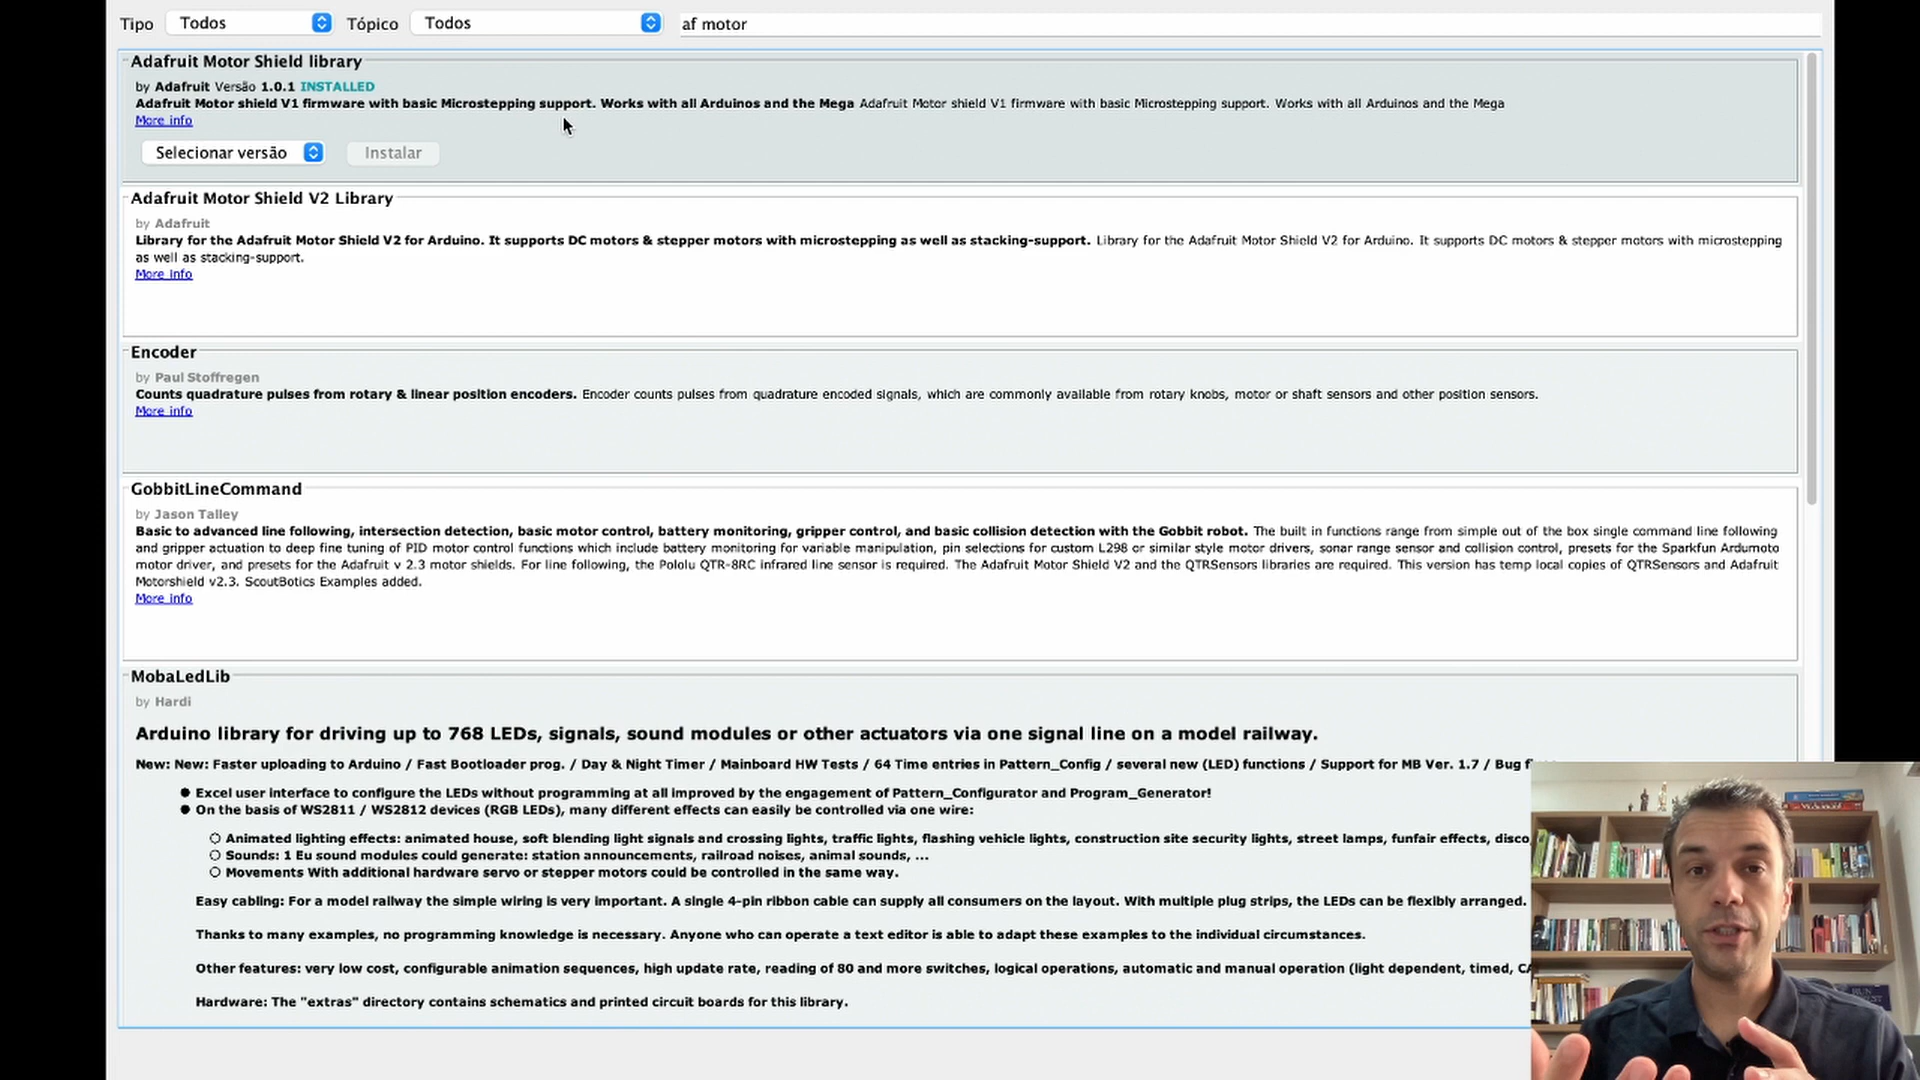 Tipo Todos Tópico Todos af motor
Adafruit Motor Shield library
by Adafruit Versão 1.0.1 INSTALLED
Adafruit Motor shield V1 firmware with basic Microstepping support. Works with all Arduinos and the Mega Adafruit Motor shield V1 firmware with basic Microstepping support. Works with all Arduinos and the Mega
More info
Selecionar versão Instalar
Adafruit Motor Shield V2 Library
by Adafruit
Library for the Adafruit Motor Shield V2 for Arduino. It supports DC motors & stepper motors with microstepping as well as stacking-support. Library for the Adafruit Motor Shield V2 for Arduino. It supports DC motors & stepper motors with microstepping
as well as stacking-support.
More info
Encoder
by Paul Stoffregen
Counts quadrature pulses from rotary & linear position encoders. Encoder counts pulses from quadrature encoded signals, which are commonly available from rotary knobs, motor or shaft sensors and other position sensors.
More info
GobbitLineCommand
by Jason Talley
Basic to advanced line following, intersection detection, basic motor control, battery monitoring, gripper control, and basic collision detection with the Gobbit robot. The built in functions range from simple out of the box single command line following
and gripper actuation to deep fine tuning of PID motor control functions which include battery monitoring for variable manipulation, pin selections for custom L298 or similar style motor drivers, sonar range sensor and collision control, presets for the Sparkfun Ardumoto
motor driver, and presets for the Adafruit v 2.3 motor shields. For line following, the Pololu QTR-8RC infrared line sensor is required. The Adafruit Motor Shield V2 and the QTRSensors libraries are required. This version has temp local copies of QTRSensors and Adafruit
Motorshield v2.3. ScoutBotics Examples added.
More info
MobaLedLib
by Hardi
Arduino library for driving up to 768 LEDs, signals, sound modules or other actuators via one signal line on a model railway.
New: New: Faster uploading to Arduino / Fast Bootloader prog. / Day & Night Timer / Mainboard HW Tests / 64 Time entries in Pattern_Config / several new (LED) functions / Support for MB Ver. 1.7 / Bug
Excel user interface to configure the LEDs without programming at all improved by the engagement of Pattern_Configurator and Program_Generator!
On the basis of WS2811 / WS2812 devices (RGB LEDs), many different effects can easily be controlled via one wire:
Animated lighting effects: animated house, soft blending light signals and crossing lights, traffic lights, flashing vehicle lights, construction site security lights, street lamps, funfair effects, disco
Sounds: 1 Eu sound modules could generate: station announcements, railroad noises, animal sounds, ...
Movements With additional hardware servo or stepper motors could be controlled in the same way.
Easy cabling: For a model railway the simple wiring is very important. A single 4-pin ribbon cable can supply all consumers on the layout. With multiple plug strips, the LEDs can be flexibly arranged.
Thanks to many examples, no programming knowledge is necessary. Anyone who can operate a text editor is able to adapt these examples to the individual circumstances.
Other features: very low cost, configurable animation sequences, high update rate, reading of 80 and more switches, logical operations, automatic and manual operation (light dependent, timed,
Hardware: The "extras" directory contains schematics and printed circuit boards for this library.